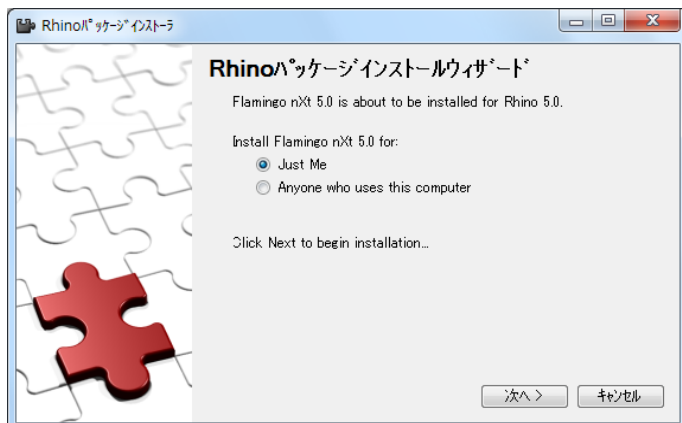 Rhinoﾊﾟｯｹｰｼﾞｲﾝｽﾄｰﾗ
Rhinoﾊﾟｯｹｰｼﾞｲﾝｽﾄｰﾙｳｨｻﾞｰﾄﾞ
Flamingo nXt 5.0 is about to be installed for Rhino 5.0.
Install Flamingo nXt 5.0 for:
Just Me
Anyone who uses this computer
Click Next to begin installation...
次へ >
ｷｬﾝｾﾙ